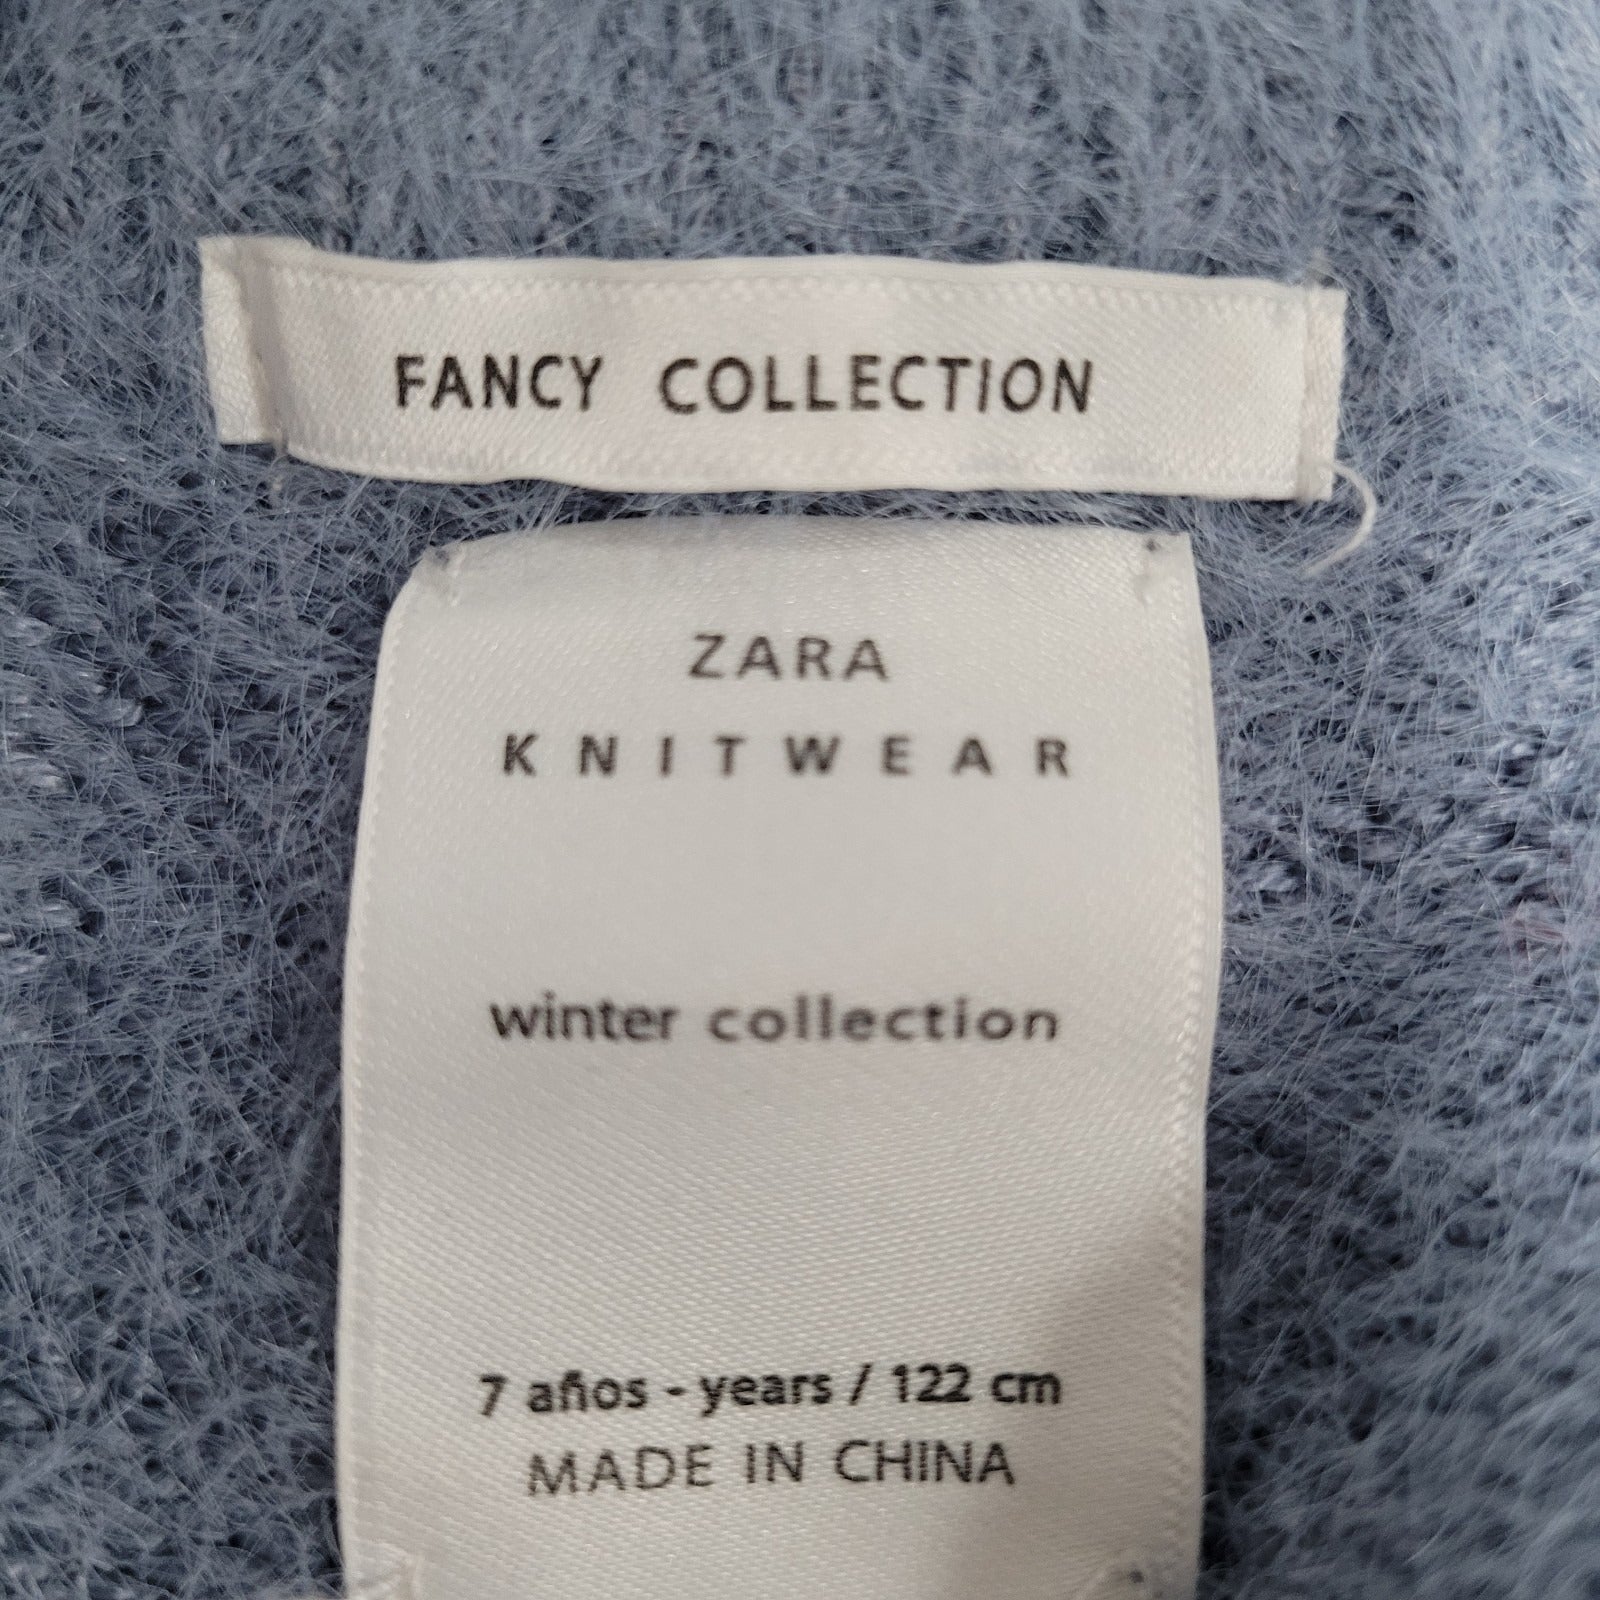 FANCY COLLECTION
ZARA
KNITWEAR
winter collection
7 años - years / 122 cm
MADE IN CHINA